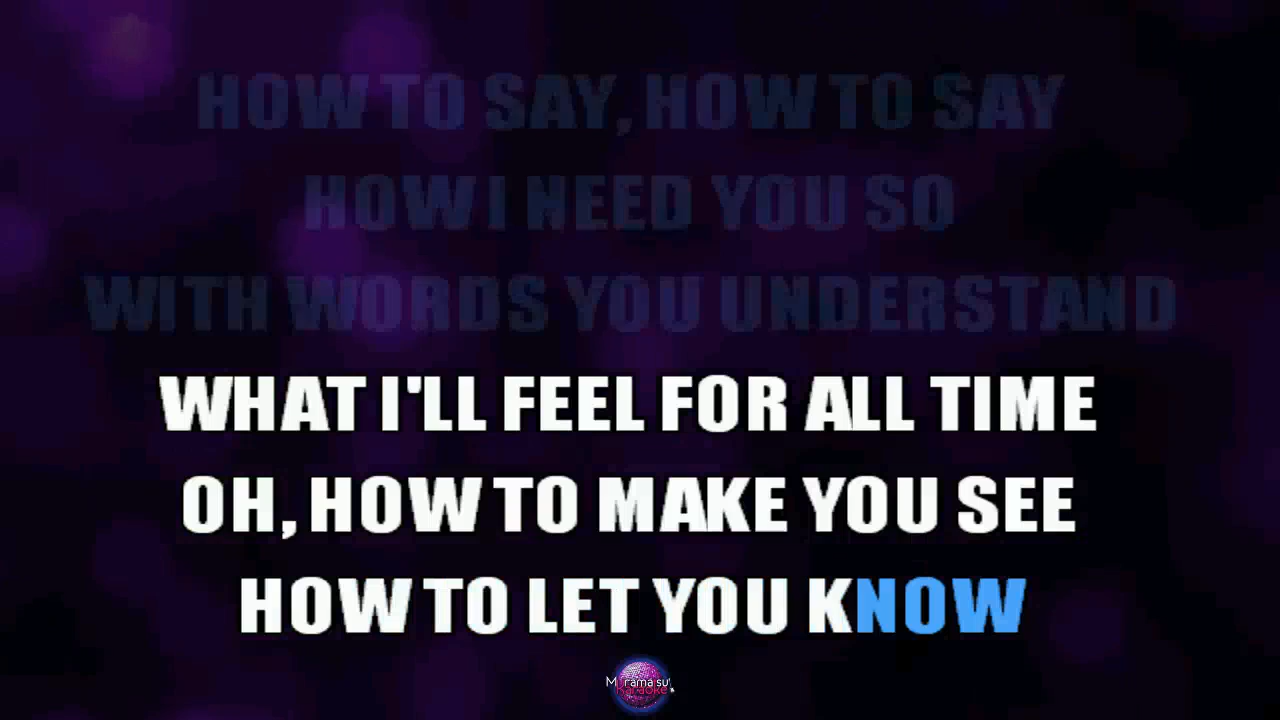 HOW TO SAY, HOW TO SAY
HOW I NEED YOU SO
WITH WORDS YOU UNDERSTAND
WHAT I'LL FEEL FOR ALL TIME
OH, HOW TO MAKE YOU SEE
HOW TO LET YOU KNOW
Karaoke